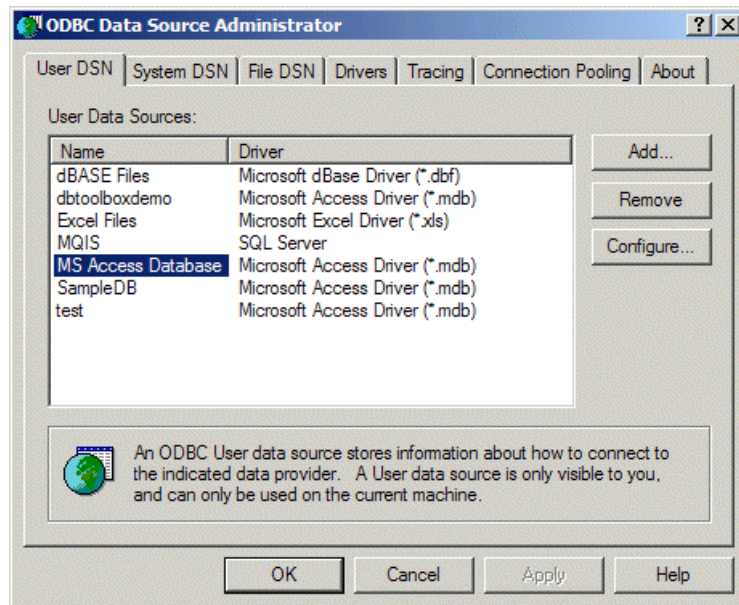 ODBC Data Source Administrator
User DSN System DSN File DSN Drivers Tracing Connection Pooling About
User Data Sources:
Name Driver
dBASE Files Microsoft dBase Driver (*.dbf)
dbtoolboxdemo Microsoft Access Driver (*.mdb)
Excel Files Microsoft Excel Driver (*.xls)
MQIS SQL Server
MS Access Database Microsoft Access Driver (*.mdb)
SampleDB Microsoft Access Driver (*.mdb)
test Microsoft Access Driver (*.mdb)
Add...
Remove
Configure...
An ODBC User data source stores information about how to connect to
the indicated data provider. A User data source is only visible to you,
and can only be used on the current machine.
OK Cancel Apply Help